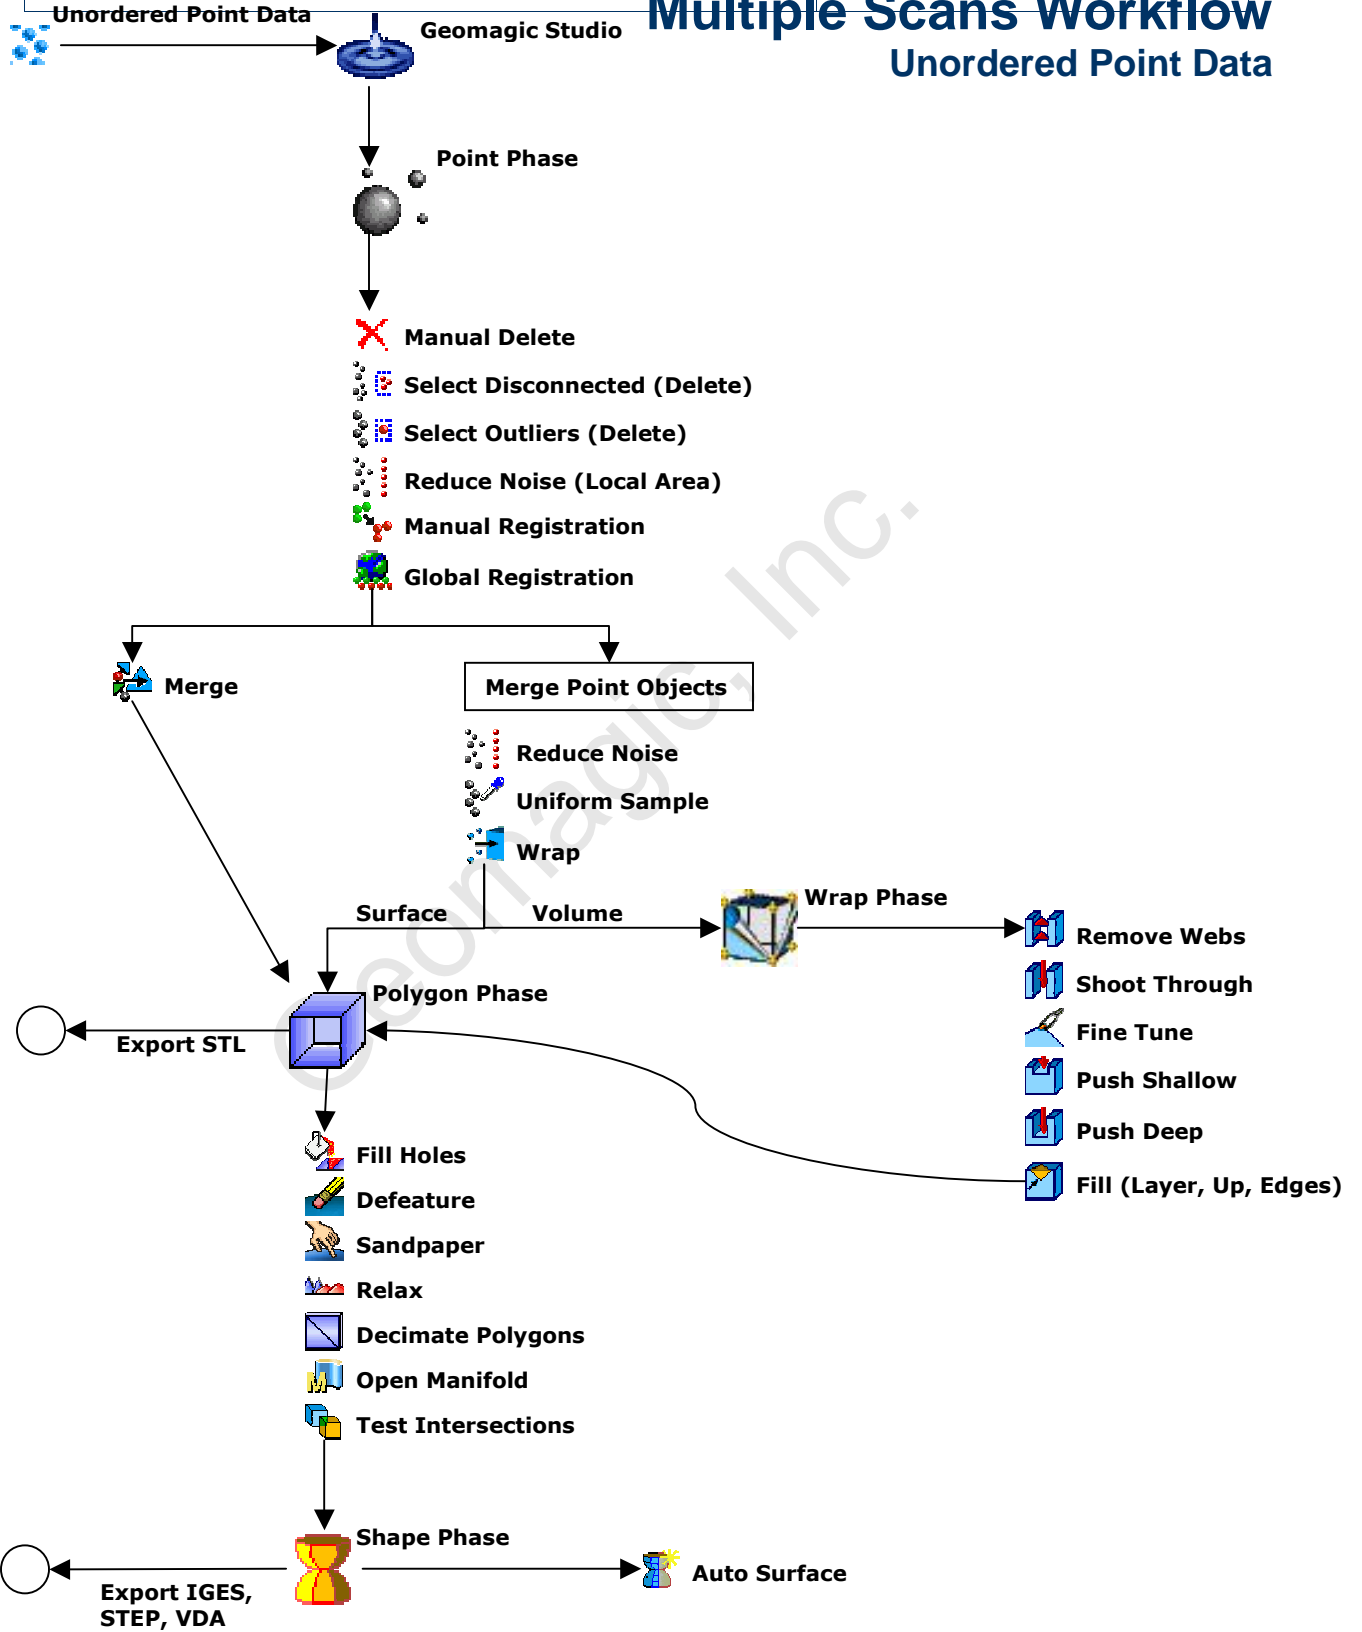 Multiple Scans Workflow
Unordered Point Data
Unordered Point Data
Geomagic Studio
Point Phase
Manual Delete
Select Disconnected (Delete)
Select Outliers (Delete)
Reduce Noise (Local Area)
Manual Registration
Global Registration
Merge
Merge Point Objects
Reduce Noise
Uniform Sample
Wrap
Surface
Volume
Wrap Phase
Remove Webs
Shoot Through
Fine Tune
Push Shallow
Push Deep
Fill (Layer, Up, Edges)
Polygon Phase
Export STL
Fill Holes
Defeature
Sandpaper
Relax
Decimate Polygons
M
Open Manifold
Test Intersections
Shape Phase
Auto Surface
Export IGES,
STEP, VDA
©eomagic, Inc.